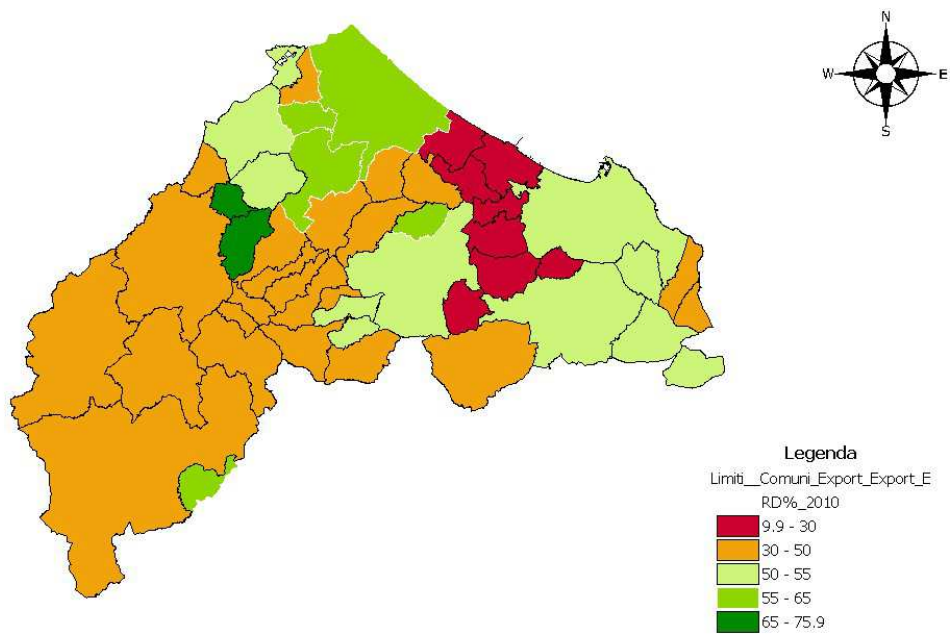 N
W E
S
Legenda
Limiti__Comuni_Export_Export_E
RD%_2010
9.9 - 30
30 - 50
50 - 55
55 - 65
65 - 75.9